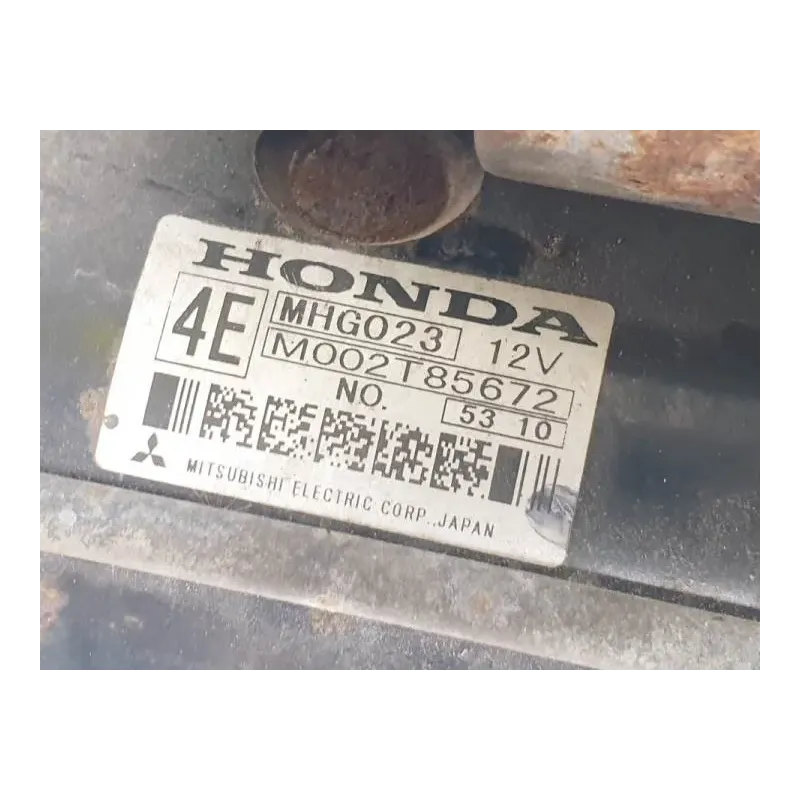 HONDA
4E MHG023 12V
M002T85672
NO. 53 10
MITSUBISHI ELECTRIC CORP., JAPAN